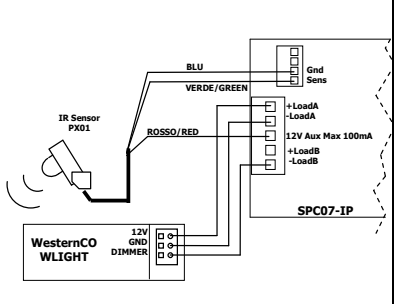 BLU
VERDE/GREEN
Gnd
Sens
IR Sensor
PX01
ROSSO/RED
+LoadA
-LoadA
12V Aux Max 100mA
+LoadB
-LoadB
SPC07-IP
WesternCO
WLIGHT
12V
GND
DIMMER